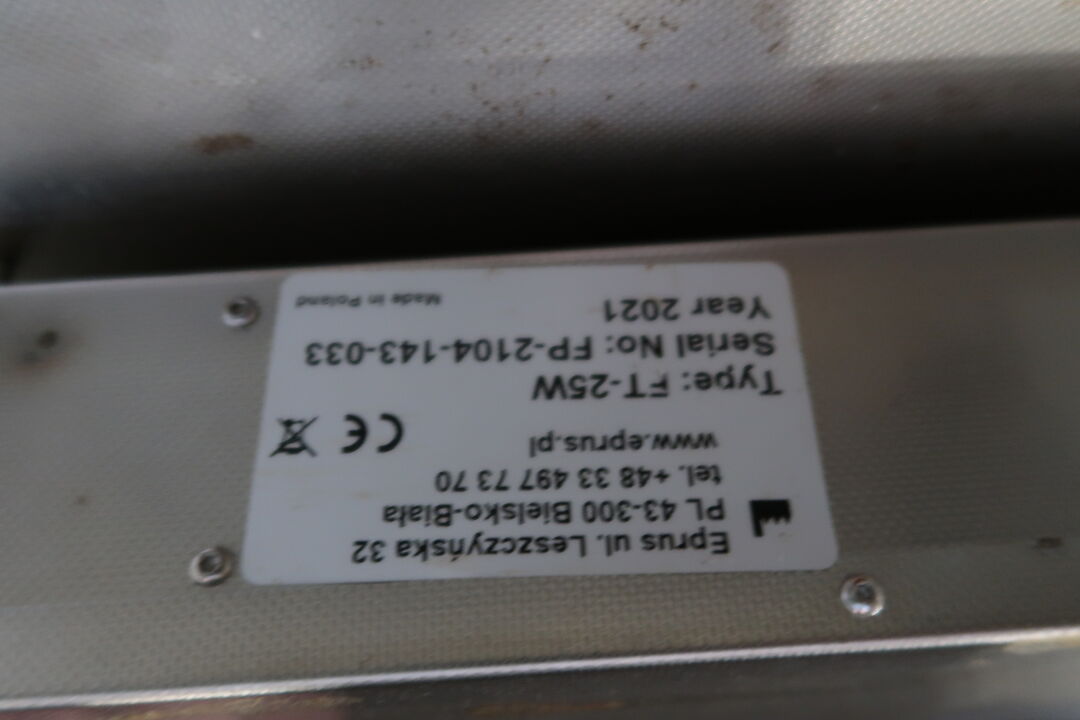 Eprus ul. Leszczyńska 32
PL 43-300 Bielsko-Biała
tel. +48 33 497 73 70
www.eprus.pl
CE
Type: FT-25W
Serial No: FP-2104-143-033
Year 2021
Made in Poland